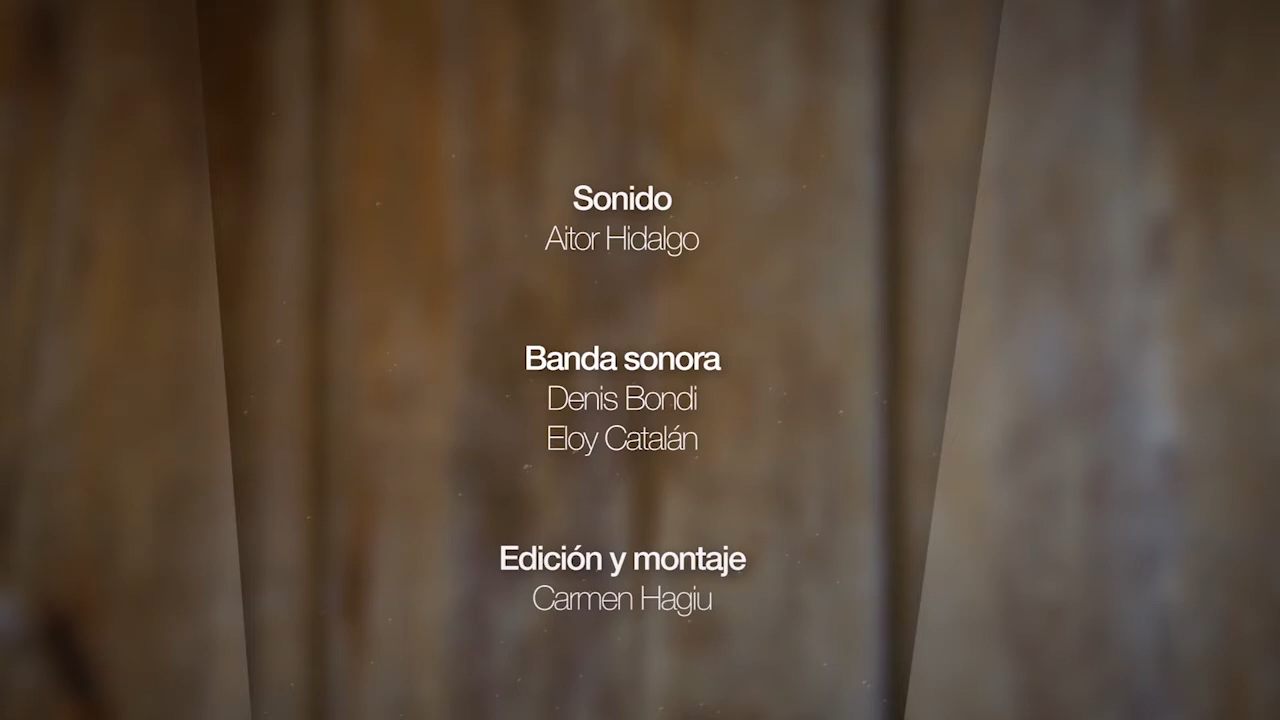 Sonido
Aitor Hidalgo
Banda sonora
Denis Bondi
Eloy Catalán
Edición y montaje
Carmen Hagiu